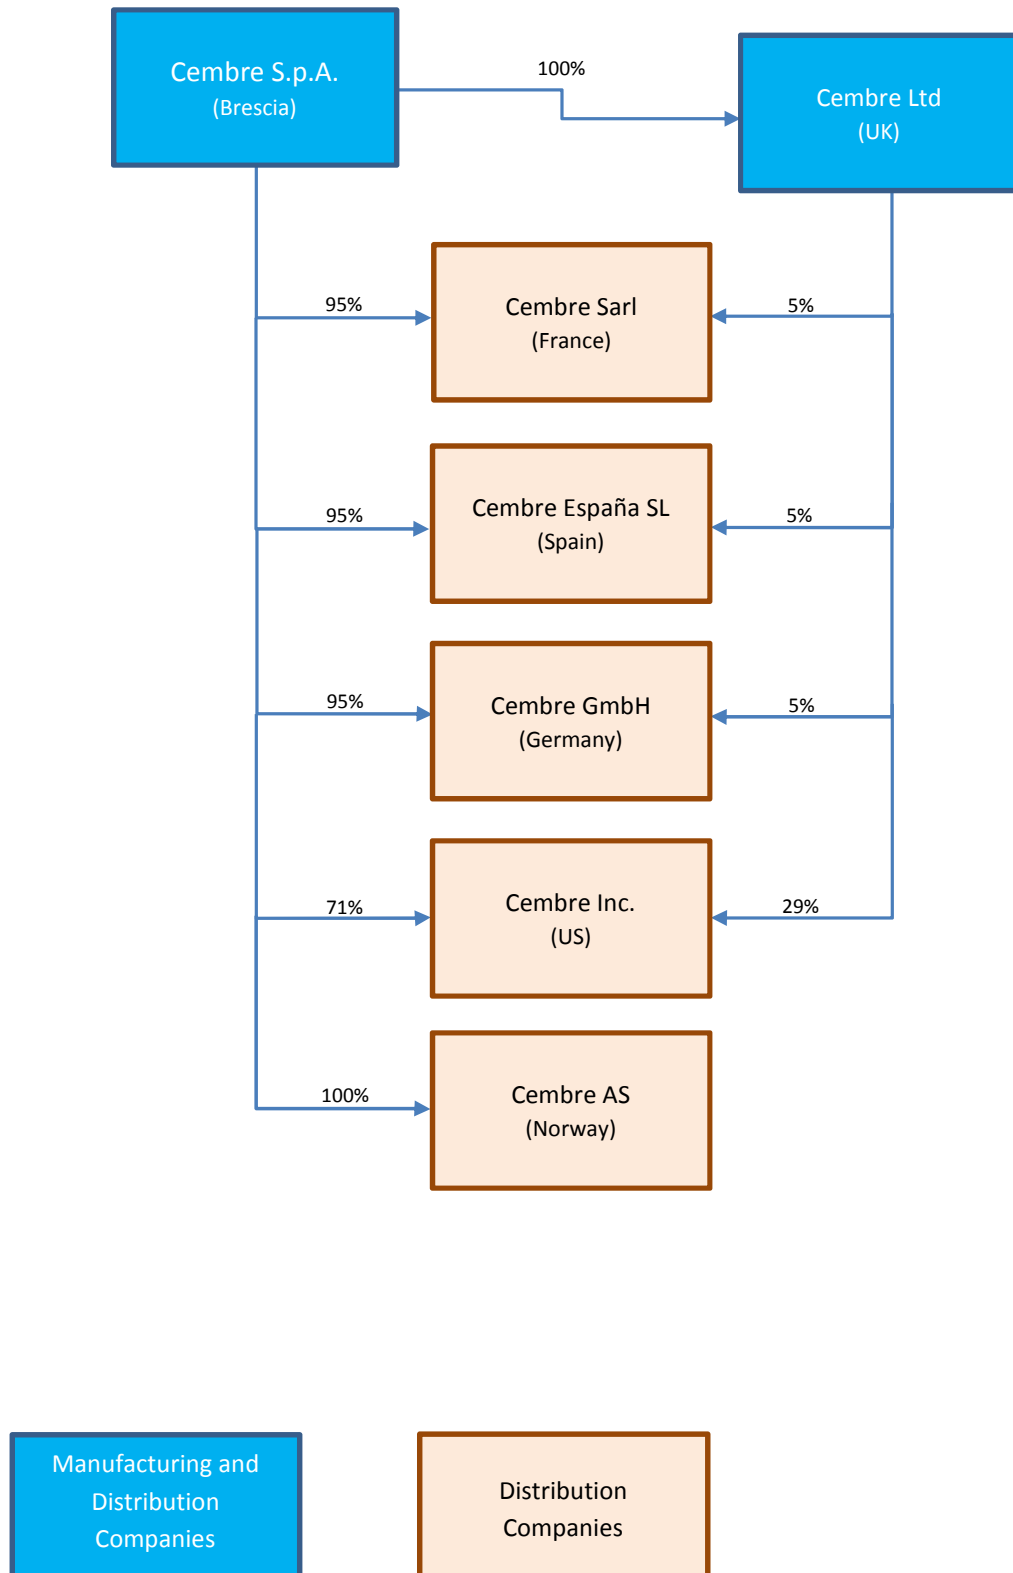 Cembre S.p.A.
(Brescia)
100%
Cembre Ltd
(UK)
95%
Cembre Sarl
(France)
5%
95%
Cembre España SL
(Spain)
5%
95%
Cembre GmbH
(Germany)
5%
71%
Cembre Inc.
(US)
29%
100%
Cembre AS
(Norway)
Manufacturing and
Distribution
Companies
Distribution
Companies